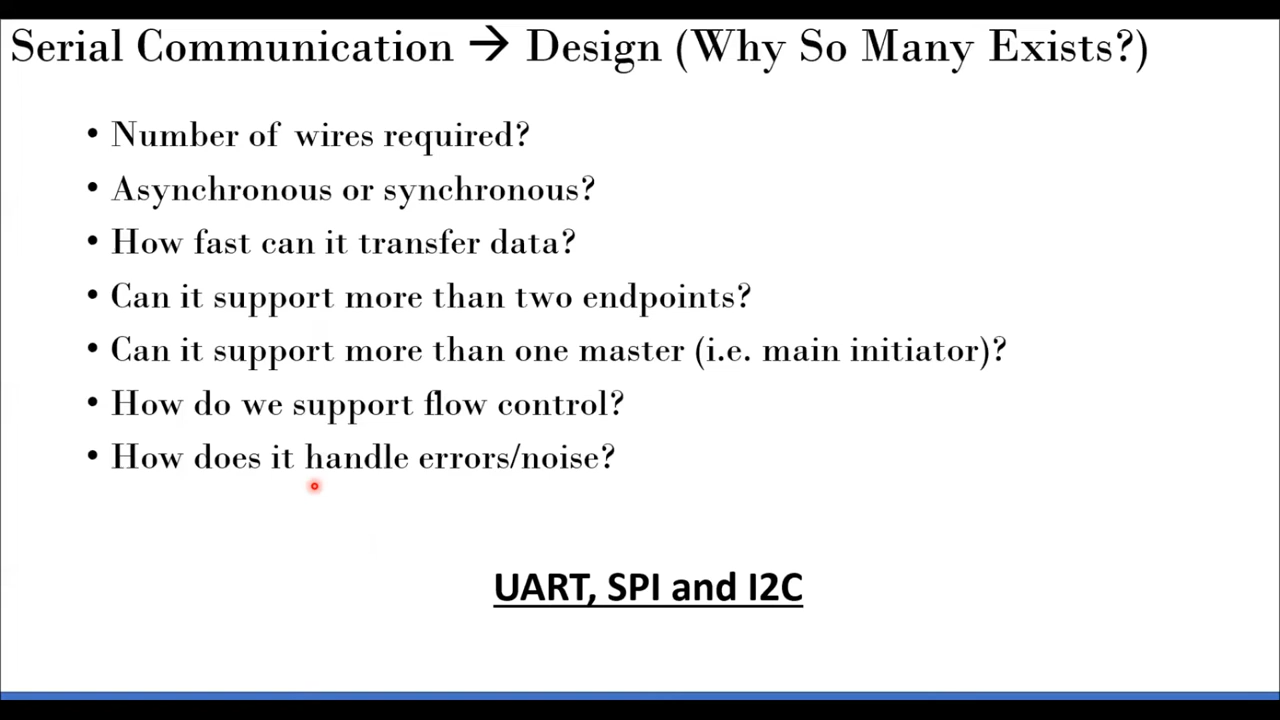 Serial Communication → Design (Why So Many Exists?)
• Number of wires required?
• Asynchronous or synchronous?
• How fast can it transfer data?
• Can it support more than two endpoints?
• Can it support more than one master (i.e. main initiator)?
• How do we support flow control?
• How does it handle errors/noise?
UART, SPI and I2C